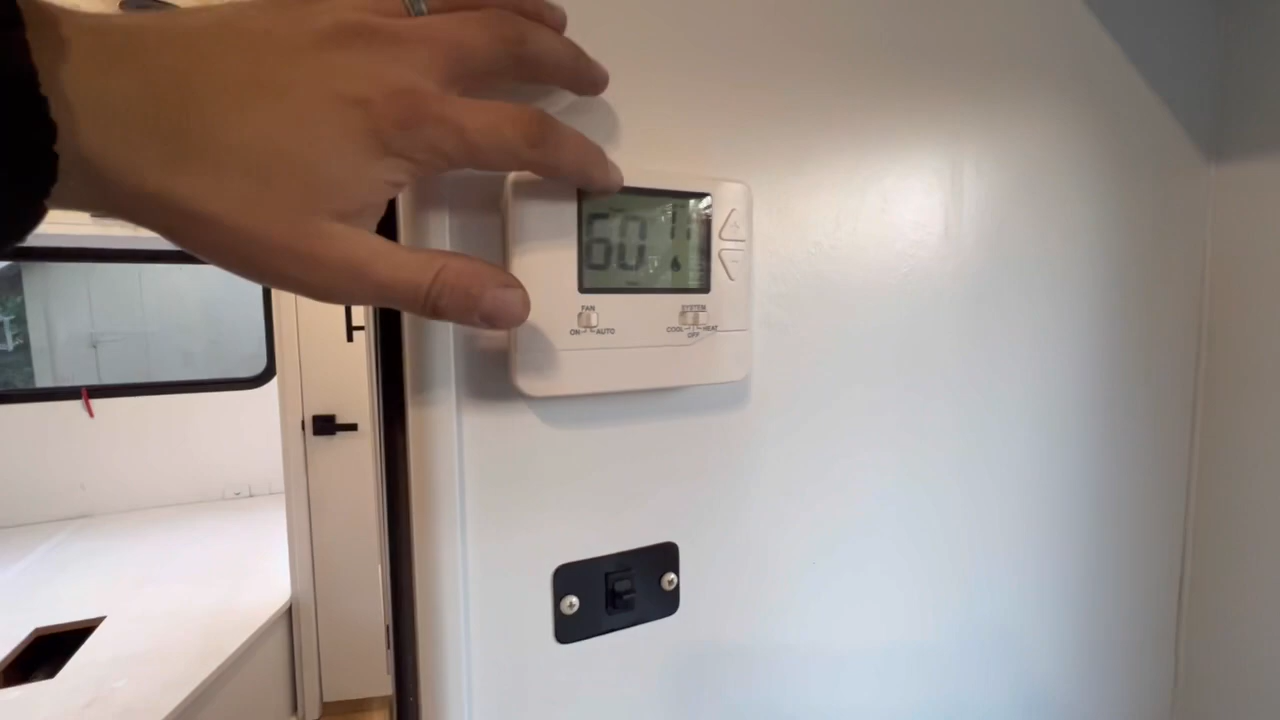 60
FAN
ON AUTO
SYSTEM
COOL HEAT
OFF